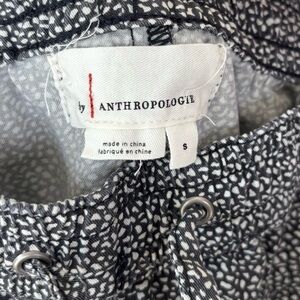 by ANTHROPOLOGIE
made in china
fabriqué en chine
S